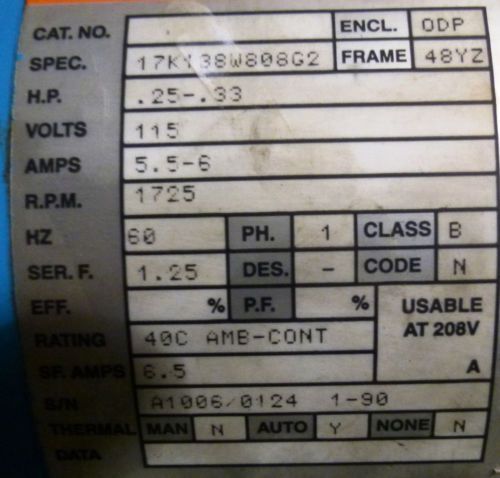 CAT. NO. ENCL. ODP
SPEC. 17K138W808G2 FRAME 48YZ
H.P. .25-.33
VOLTS 115
AMPS 5.5-6
R.P.M. 1725
HZ 60 PH. 1 CLASS B
SER. F. 1.25 DES. - CODE N
EFF. % P.F. % USABLE
RATING 40C AMB-CONT AT 208V
SF. AMPS 6.5 A
S/N A1006/0124 1-90
THERMAL MAN N AUTO Y NONE N
DATA